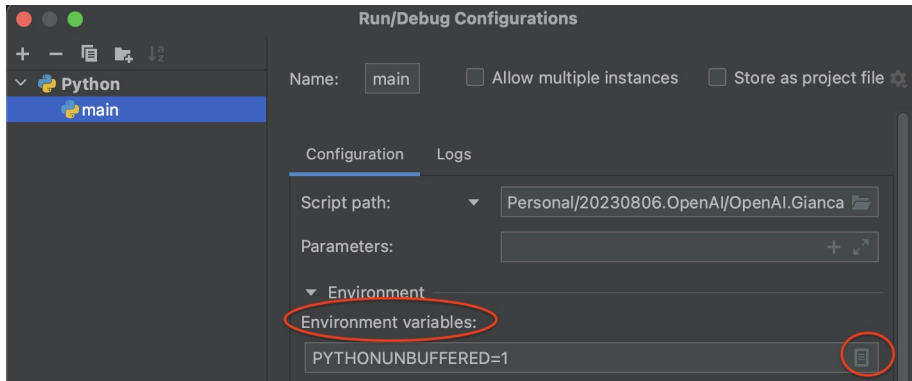 Run/Debug Configurations
Python
main
Name: main Allow multiple instances Store as project file
Configuration Logs
Script path: Personal/20230806.OpenAI/OpenAI.Gianca
Parameters:
Environment
Environment variables:
PYTHONUNBUFFERED=1